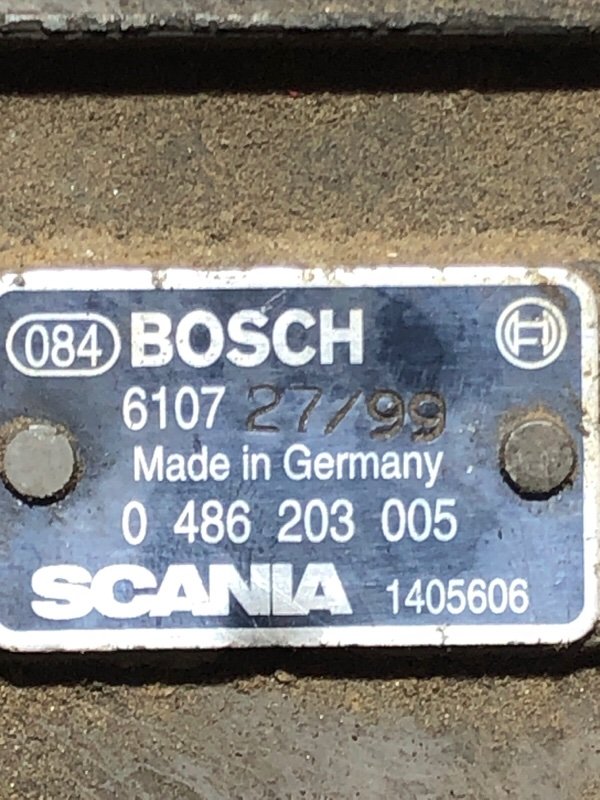 084 BOSCH
6107 27/99
Made in Germany
0 486 203 005
SCANIA 1405606